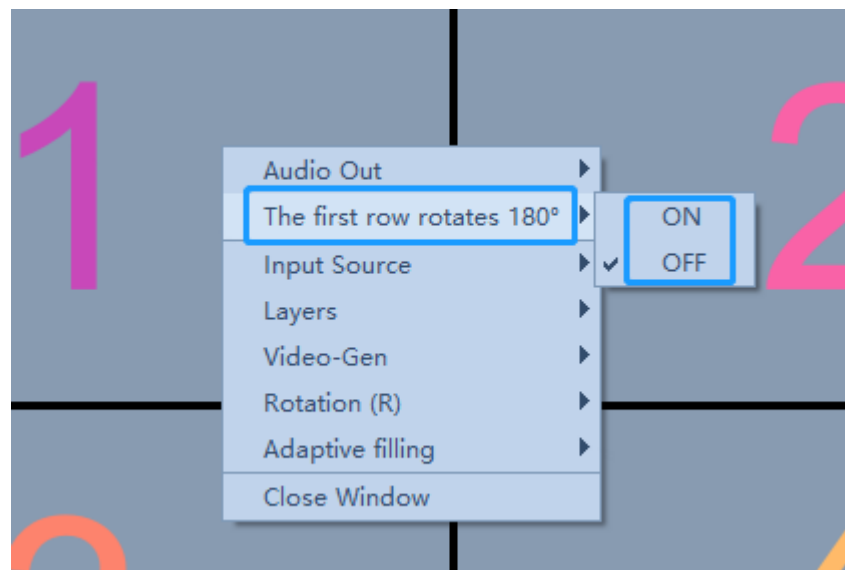 1
2
Audio Out
The first row rotates 180°
ON
Input Source
OFF
Layers
Video-Gen
Rotation (R)
Adaptive filling
Close Window